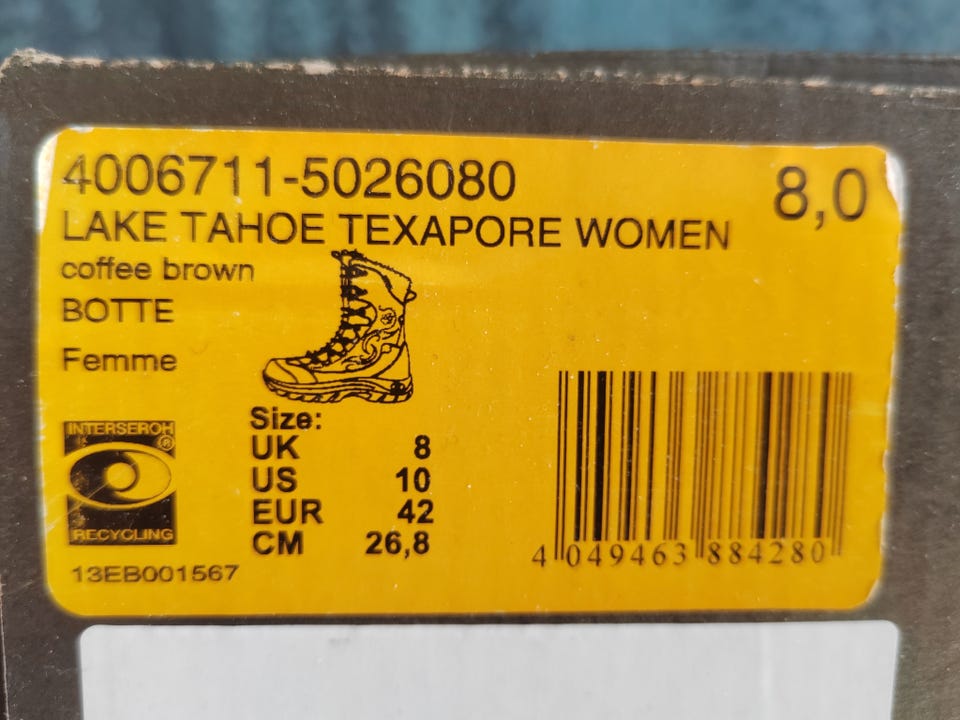 4006711-5026080
8,0
LAKE TAHOE TEXAPORE WOMEN
coffee brown
BOTTE
Femme
INTERSEROH
®
RECYCLING
Size:
UK 8
US 10
EUR 42
CM 26,8
13EB001567
4 049463 884280